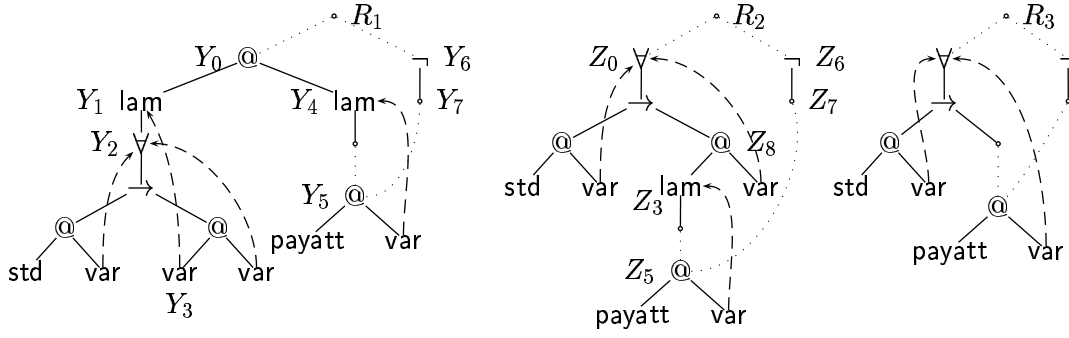 R₁ R₂ R₃
Y₀ @ ¬ Y₆ Z₀ ∀ ¬ Z₆ ∀
Y₁ lam Y₄ lam Y₇ → Z₇ →
Y₂ ∀ @ @ Z₈ @
→ Y₅ @ std var lam var std var @
@ @ payatt var Z₃ payatt var
std var var var Z₅ @
Y₃ payatt var